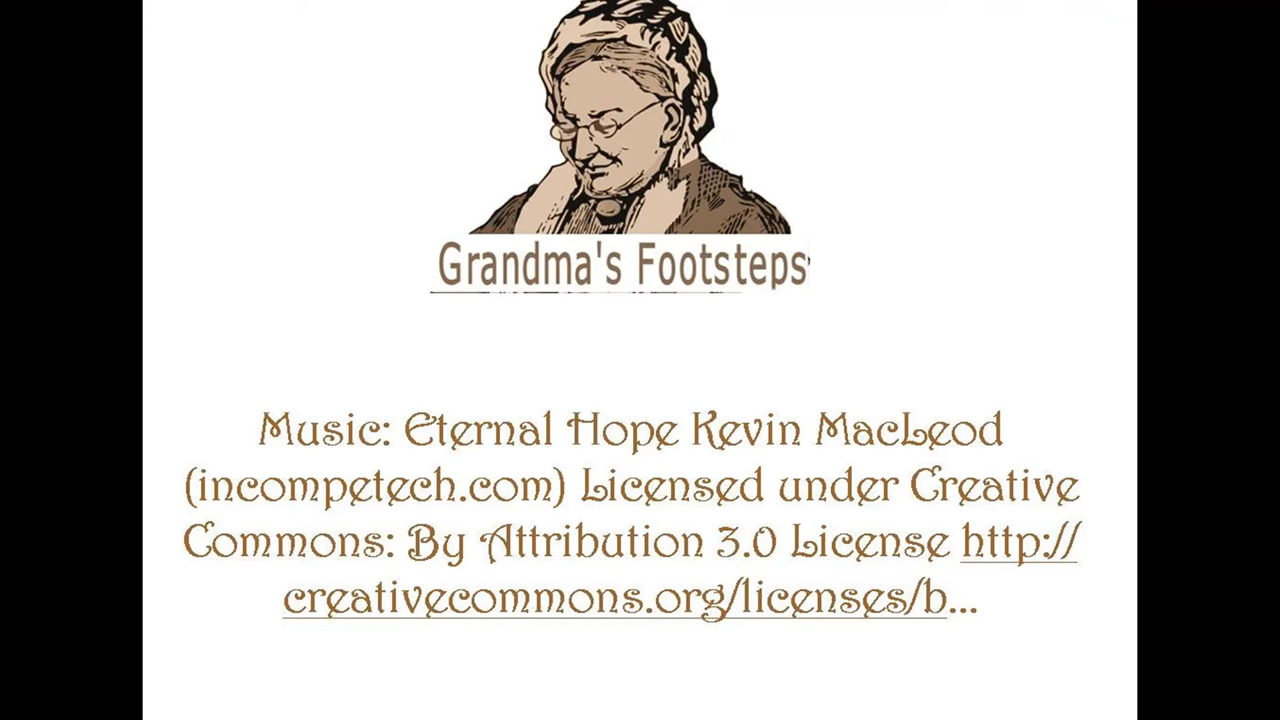 Grandma's Footsteps
Music: Eternal Hope Kevin MacLeod
(incompetech.com) Licensed under Creative
Commons: By Attribution 3.0 License http://
creativecommons.org/licenses/b...